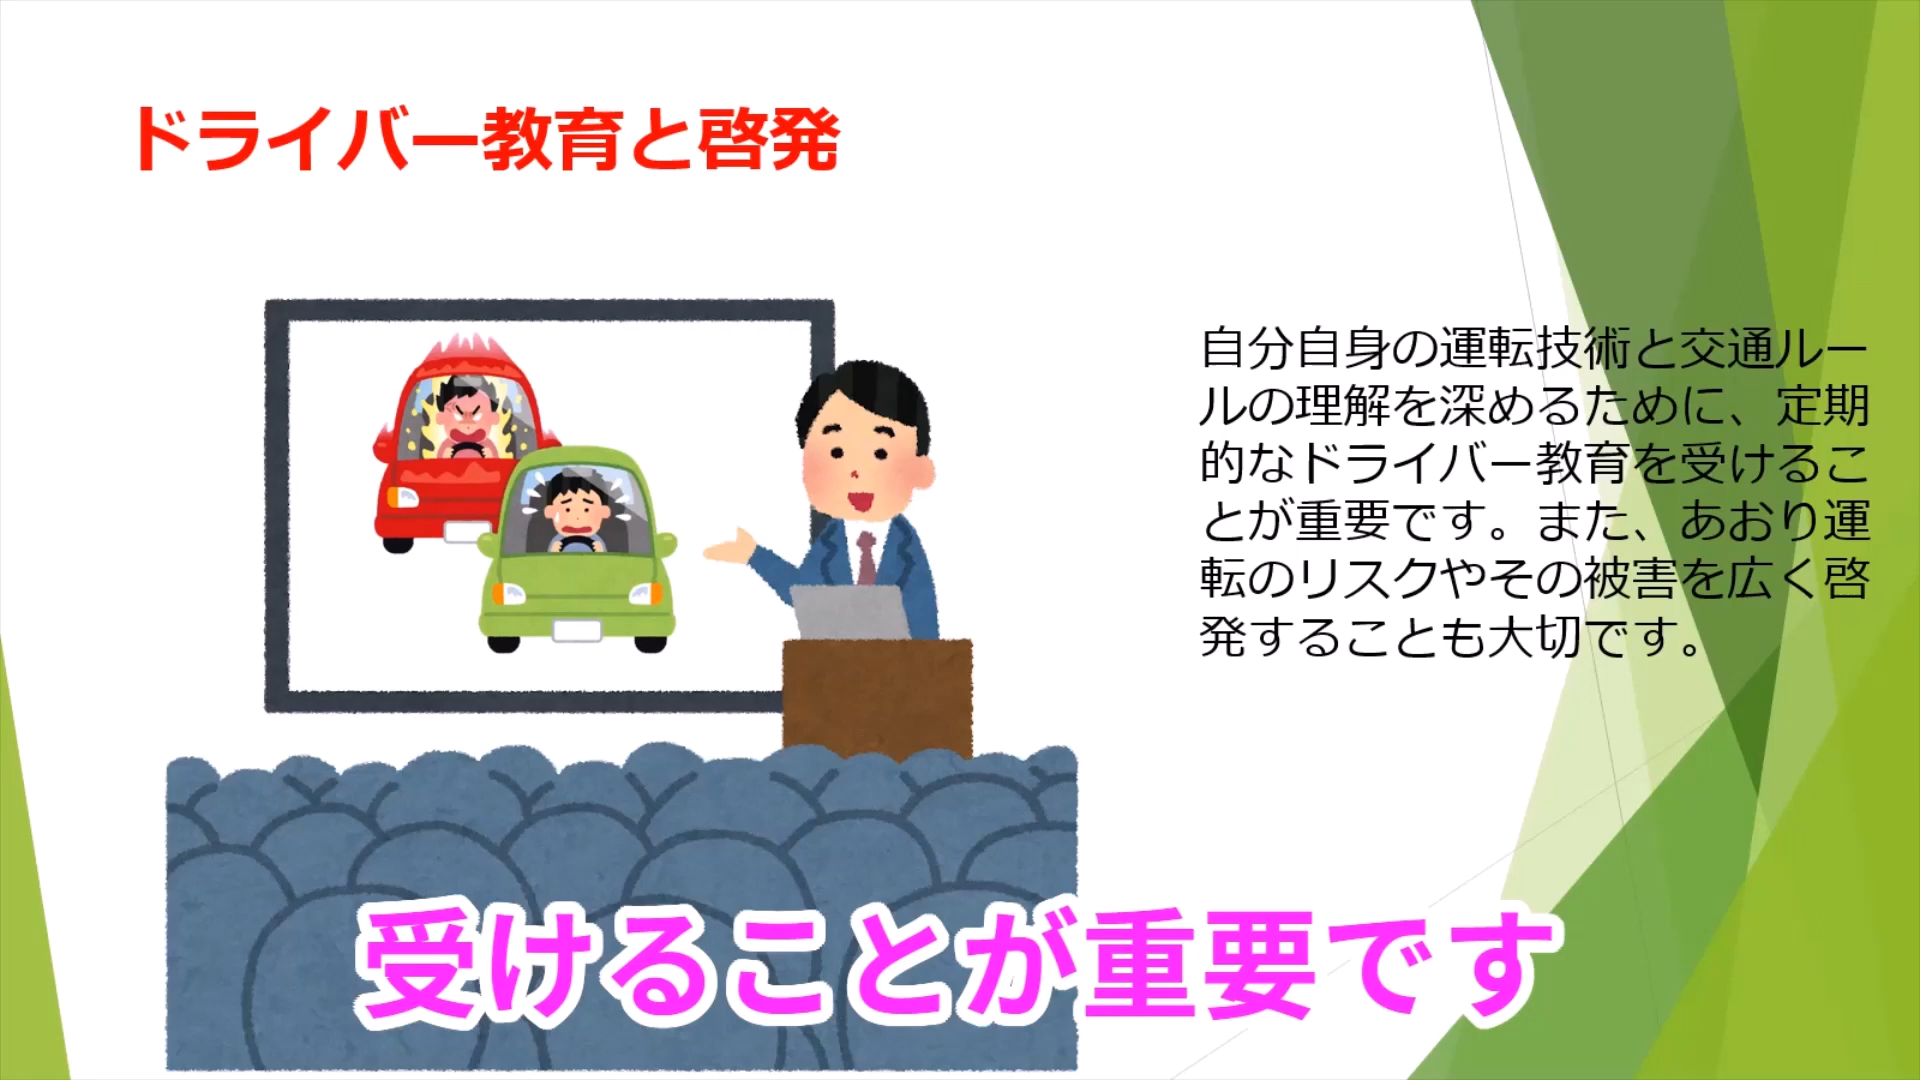 ドライバー教育と啓発
自分自身の運転技術と交通ルー
ルの理解を深めるために、定期
的なドライバー教育を受けるこ
とが重要です。また、あおり運
転のリスクやその被害を広く啓
発することも大切です。
受けることが重要です